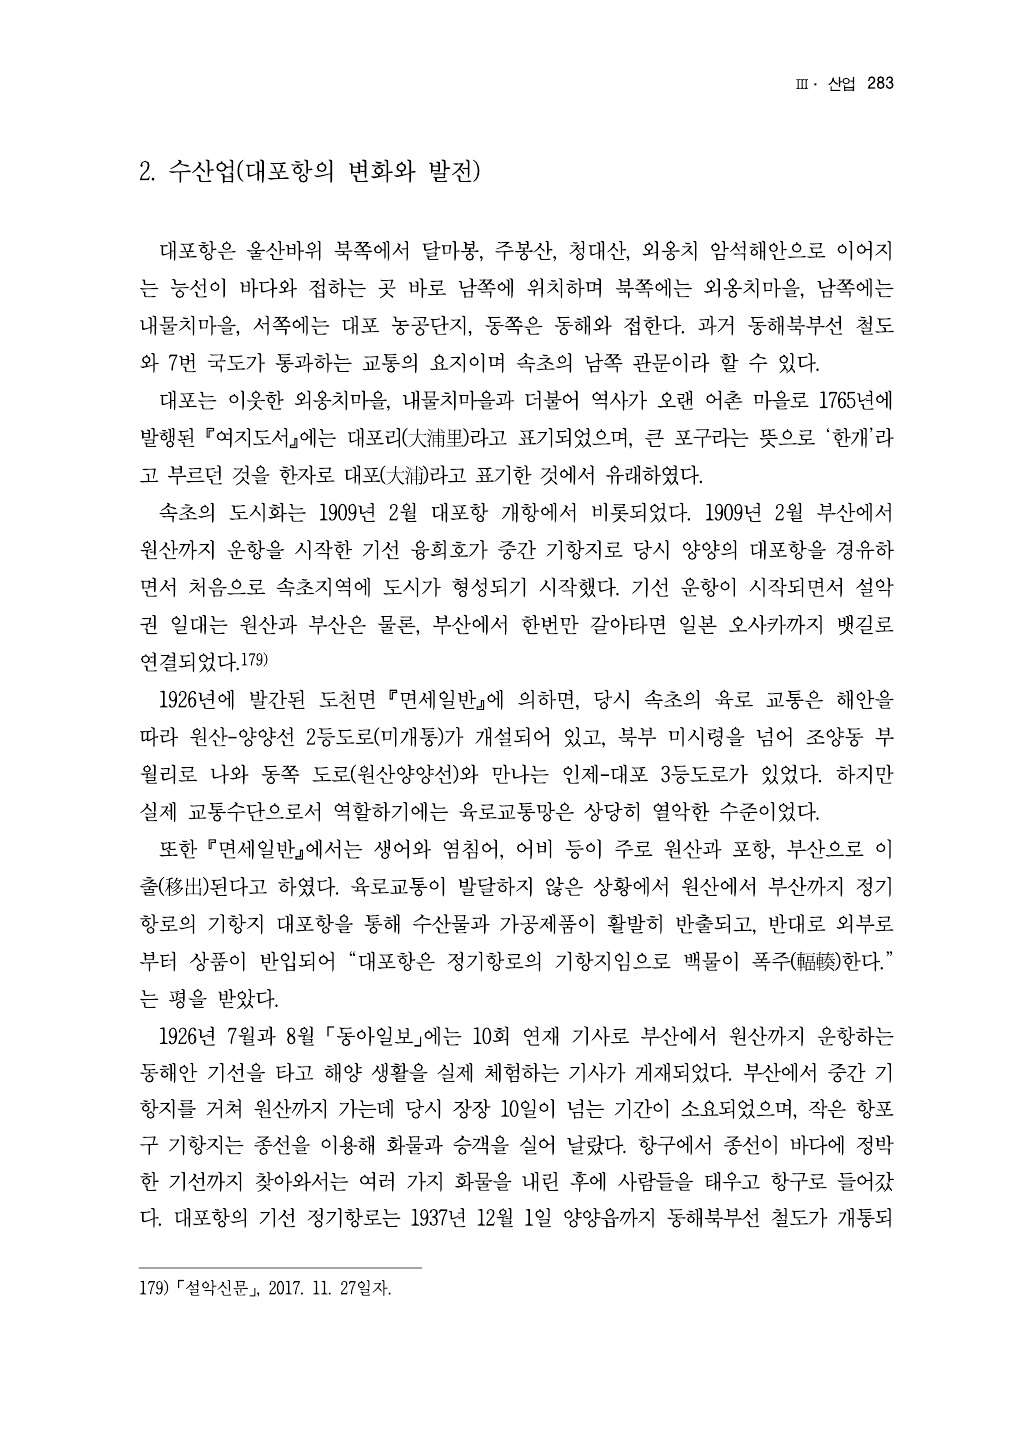 Ⅲ · 산업 283
2. 수산업(대포항의 변화와 발전)
대포항은 울산바위 북쪽에서 달마봉, 주봉산, 청대산, 외옹치 암석해안으로 이어지
는 능선이 바다와 접하는 곳 바로 남쪽에 위치하며 북쪽에는 외옹치마을, 남쪽에는
내물치마을, 서쪽에는 대포 농공단지, 동쪽은 동해와 접한다. 과거 동해북부선 철도
와 7번 국도가 통과하는 교통의 요지이며 속초의 남쪽 관문이라 할 수 있다.
대포는 이웃한 외옹치마을, 내물치마을과 더불어 역사가 오랜 어촌 마을로 1765년에
발행된 『여지도서』에는 대포리(大浦里)라고 표기되었으며, 큰 포구라는 뜻으로 ‘한개’라
고 부르던 것을 한자로 대포(大浦)라고 표기한 것에서 유래하였다.
속초의 도시화는 1909년 2월 대포항 개항에서 비롯되었다. 1909년 2월 부산에서
원산까지 운항을 시작한 기선 융희호가 중간 기항지로 당시 양양의 대포항을 경유하
면서 처음으로 속초지역에 도시가 형성되기 시작했다. 기선 운항이 시작되면서 설악
권 일대는 원산과 부산은 물론, 부산에서 한번만 갈아타면 일본 오사카까지 뱃길로
연결되었다.179)
1926년에 발간된 도천면 『면세일반』에 의하면, 당시 속초의 육로 교통은 해안을
따라 원산-양양선 2등도로(미개통)가 개설되어 있고, 북부 미시령을 넘어 조양동 부
월리로 나와 동쪽 도로(원산양양선)와 만나는 인제-대포 3등도로가 있었다. 하지만
실제 교통수단으로서 역할하기에는 육로교통망은 상당히 열악한 수준이었다.
또한 『면세일반』에서는 생어와 염침어, 어비 등이 주로 원산과 포항, 부산으로 이
출(移出)된다고 하였다. 육로교통이 발달하지 않은 상황에서 원산에서 부산까지 정기
항로의 기항지 대포항을 통해 수산물과 가공제품이 활발히 반출되고, 반대로 외부로
부터 상품이 반입되어 “대포항은 정기항로의 기항지임으로 백물이 폭주(輻輳)한다.”
는 평을 받았다.
1926년 7월과 8월 「동아일보」에는 10회 연재 기사로 부산에서 원산까지 운항하는
동해안 기선을 타고 해양 생활을 실제 체험하는 기사가 게재되었다. 부산에서 중간 기
항지를 거쳐 원산까지 가는데 당시 장장 10일이 넘는 기간이 소요되었으며, 작은 항포
구 기항지는 종선을 이용해 화물과 승객을 실어 날랐다. 항구에서 종선이 바다에 정박
한 기선까지 찾아와서는 여러 가지 화물을 내린 후에 사람들을 태우고 항구로 들어갔
다. 대포항의 기선 정기항로는 1937년 12월 1일 양양읍까지 동해북부선 철도가 개통되
179) 「설악신문」, 2017. 11. 27일자.